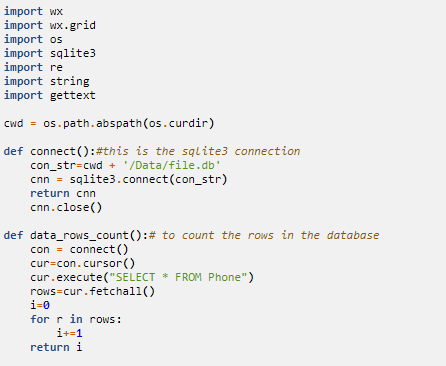 import wx
import wx.grid
import os
import sqlite3
import re
import string
import gettext

cwd = os.path.abspath(os.curdir)

def connect():#this is the sqlite3 connection
    con_str=cwd + '/Data/file.db'
    cnn = sqlite3.connect(con_str)
    return cnn
    cnn.close()

def data_rows_count():# to count the rows in the database
    con = connect()
    cur=con.cursor()
    cur.execute("SELECT * FROM Phone")
    rows=cur.fetchall()
    i=0
    for r in rows:
        i+=1
    return i